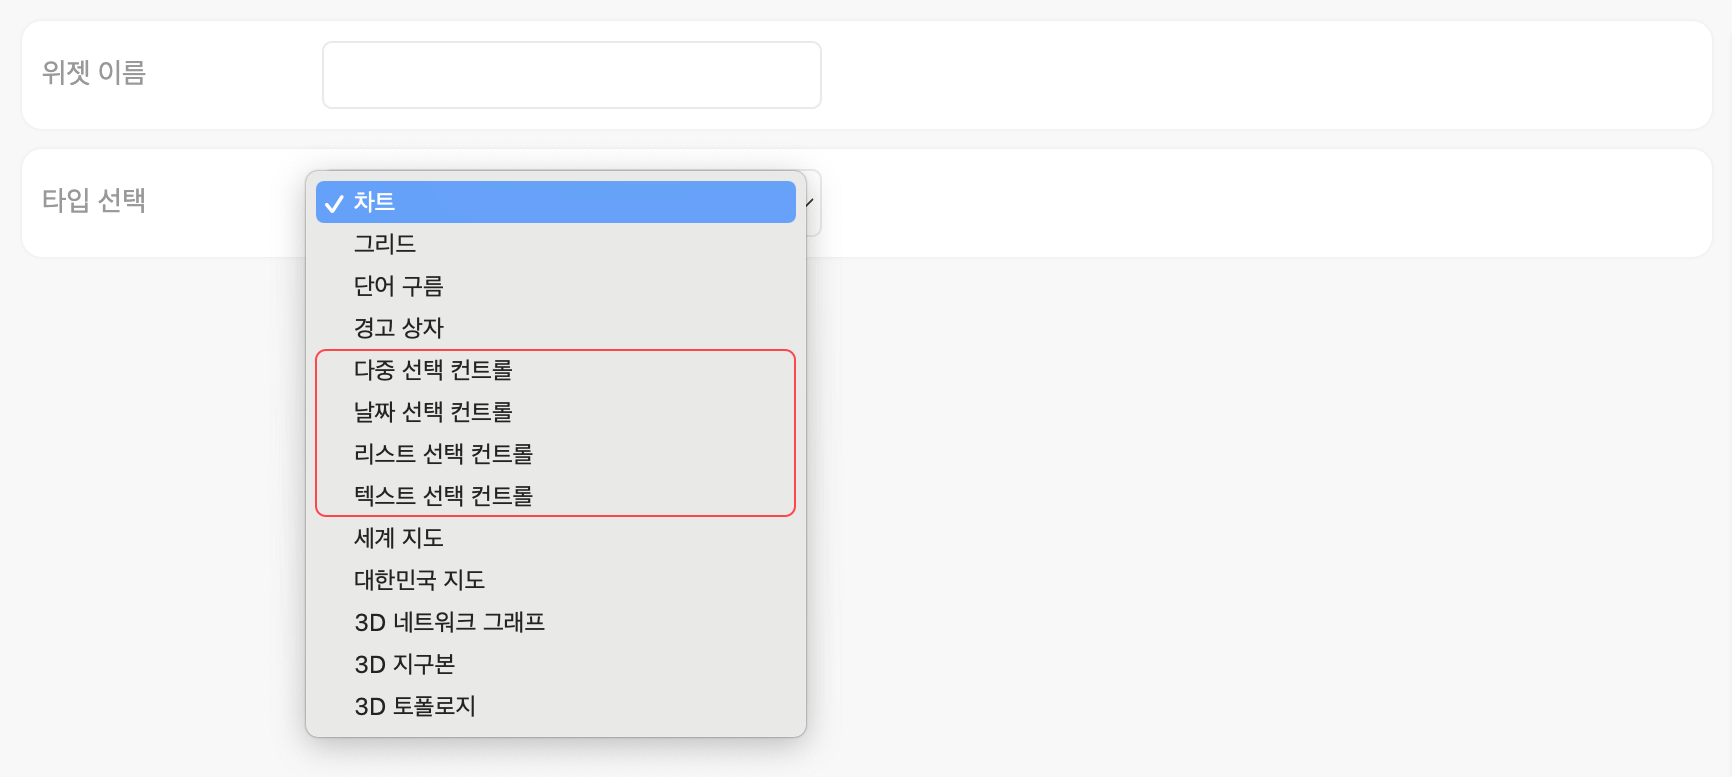 위젯 이름
타입 선택
차트
그리드
단어 구름
경고 상자
다중 선택 컨트롤
날짜 선택 컨트롤
리스트 선택 컨트롤
텍스트 선택 컨트롤
세계 지도
대한민국 지도
3D 네트워크 그래프
3D 지구본
3D 토폴로지